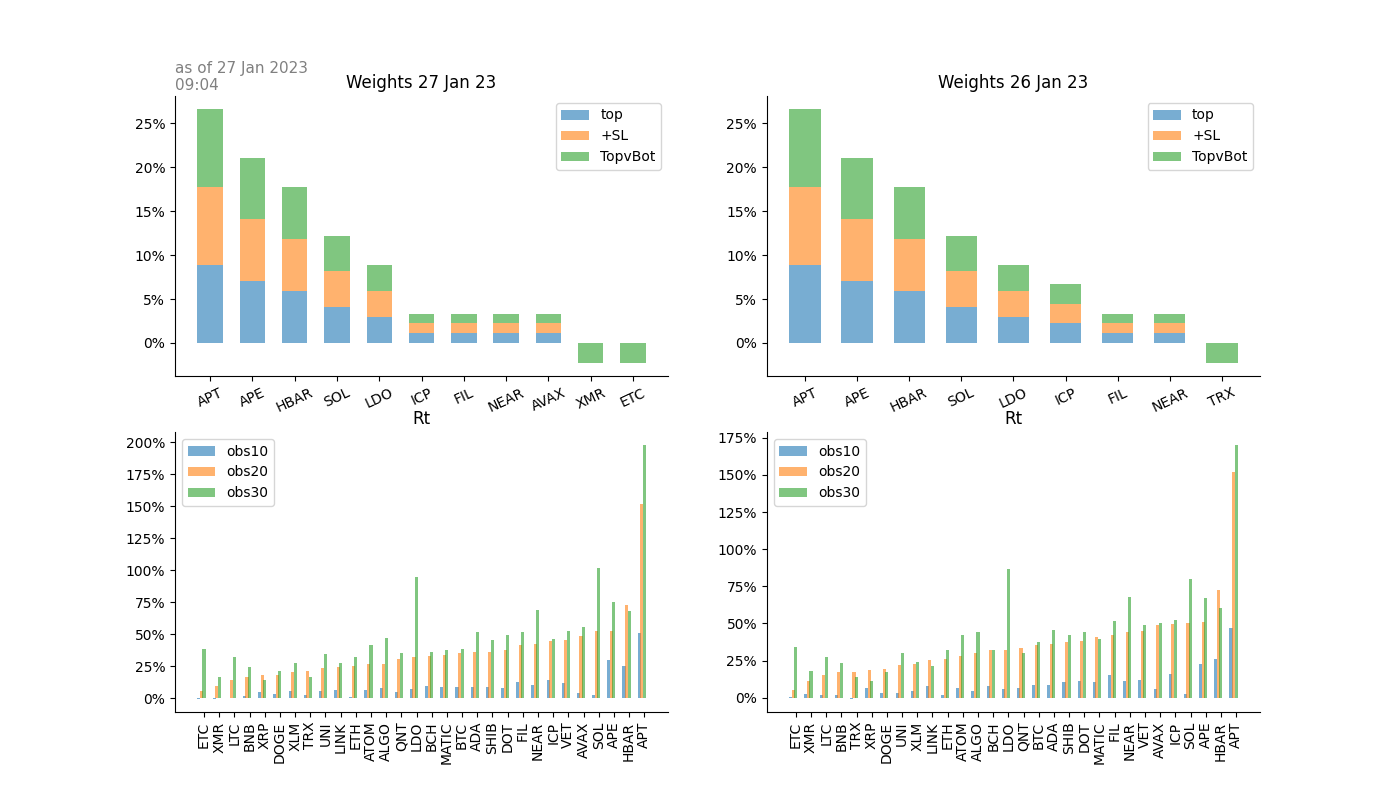 as of 27 Jan 2023
09:04
Weights 27 Jan 23
25%
20%
15%
10%
5%
0%
top
+SL
TopvBot
APT APE HBAR SOL LDO ICP FIL NEAR AVAX XMR ETC
Weights 26 Jan 23
25%
20%
15%
10%
5%
0%
top
+SL
TopvBot
APT APE HBAR SOL LDO ICP FIL NEAR TRX
Rt
200%
175%
150%
125%
100%
75%
50%
25%
0%
obs10
obs20
obs30
ETC XMR LTC BNB XRP DOGE XLM TRX UNI LINK ETH ATOM ALGO QNT LDO BCH MATIC BTC ADA SHIB DOT FIL NEAR ICP VET AVAX SOL APE HBAR APT
Rt
175%
150%
125%
100%
75%
50%
25%
0%
obs10
obs20
obs30
ETC XMR LTC BNB TRX XRP DOGE UNI XLM LINK ETH ATOM ALGO BCH LDO QNT BTC ADA SHIB DOT MATIC FIL NEAR VET AVAX ICP SOL APE HBAR APT